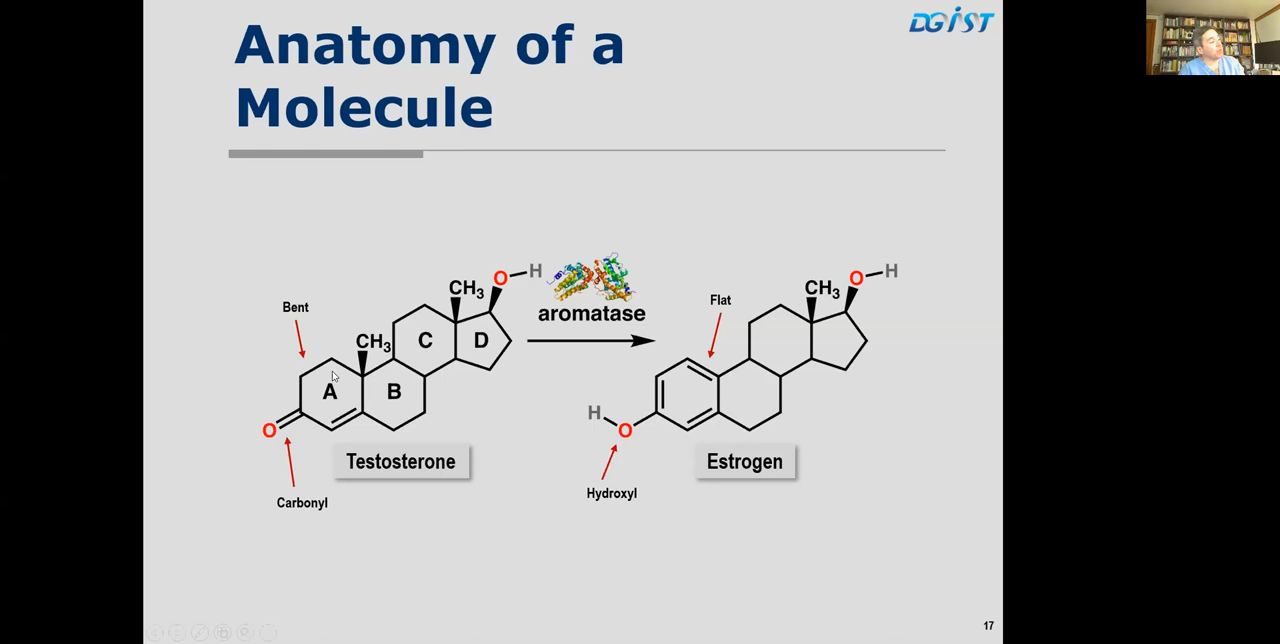 Anatomy of a
Molecule
DGIST
Bent
Carbonyl
O
A
B
C
D
CH3
CH3
O
H
Testosterone
aromatase
Flat
Hydroxyl
H
O
CH3
O
H
Estrogen
17